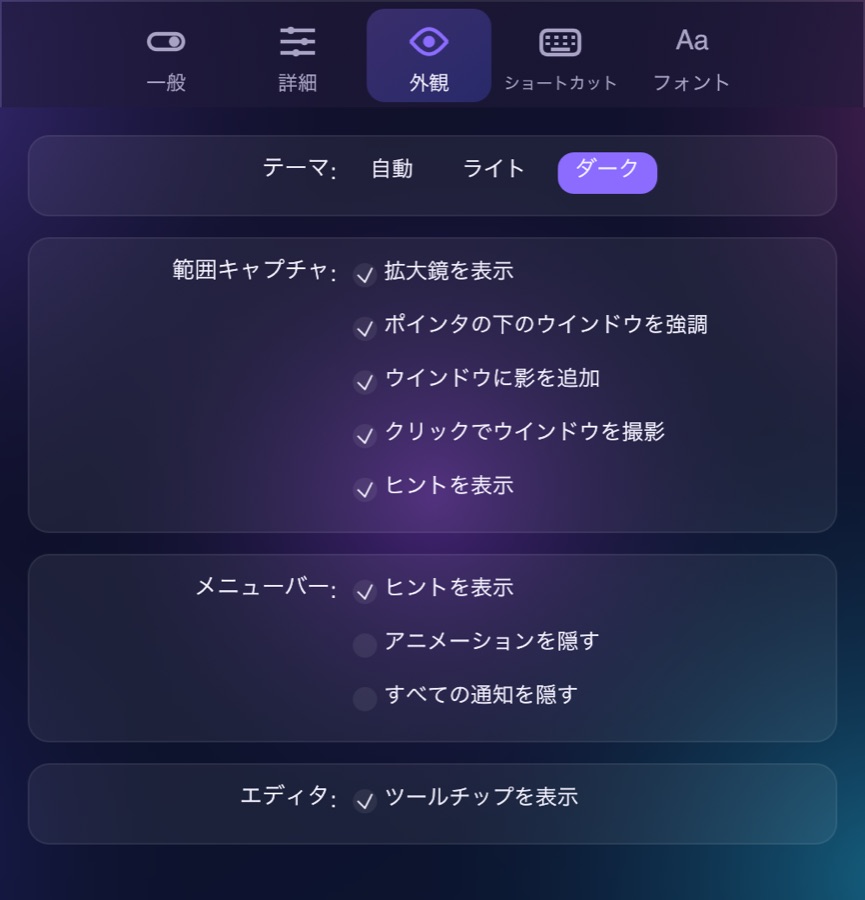 一般
詳細
外観
ショートカット
Aa
フォント
テーマ: 自動 ライト ダーク
範囲キャプチャ: 拡大鏡を表示
ポインタの下のウインドウを強調
ウインドウに影を追加
クリックでウインドウを撮影
ヒントを表示
メニューバー: ヒントを表示
アニメーションを隠す
すべての通知を隠す
エディタ: ツールチップを表示